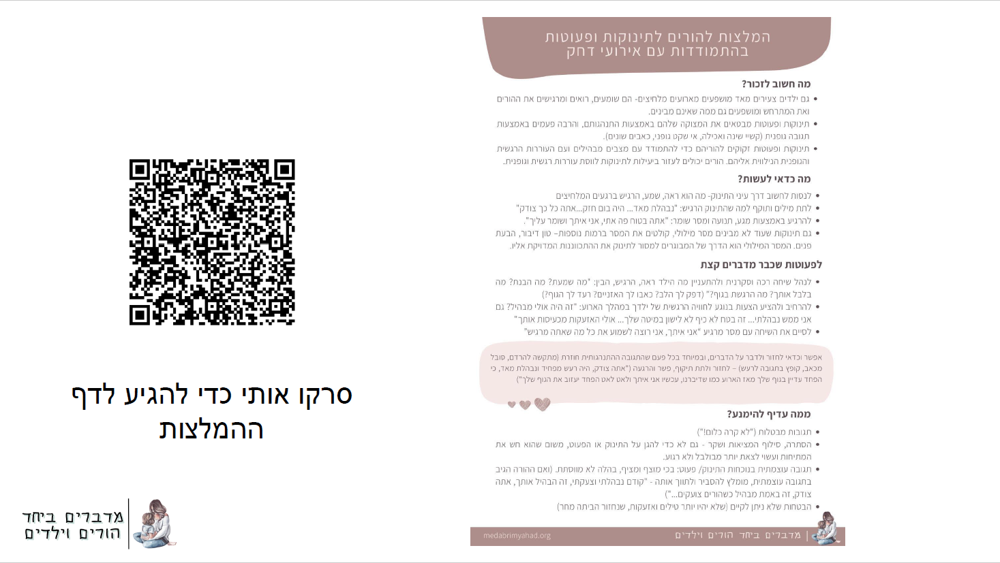 המלצות להורים לתינוקות ופעוטות
בהתמודדות עם אירועי דחק
מה חשוב לזכור?
• גם ילדים צעירים מאד מושפעים מארועים מלחיצים- הם שומעים, רואים ומרגישים את ההורים
ואת המתרחש ומושפעים גם ממה שאינם מבינים.
• תינוקות ופעוטות מבטאים את המצוקה שלהם באמצעות התנהגותם, והרבה פעמים באמצעות
תגובה גופנית (קשיי שינה ואכילה, אי שקט גופני, כאבים שונים).
• תינוקות ופעוטות זקוקים להוריהם כדי להתמודד עם מצבים מבהילים ועם העוררות הרגשית
והגופנית הנילווית אליהם. הורים יכולים לעזור ביעילות לתינוקות לווסת עוררות רגשית וגופנית.
מה כדאי לעשות?
• לנסות לחשוב דרך עיני התינוק- מה הוא ראה, שמע, הרגיש ברגעים המלחיצים
• לתת מילים ותוקף למה שהתינוק הרגיש: "נבהלת מאד... היה בום חזק...אתה כל כך צודק"
• להרגיע באמצעות מגע, תנועה ומסר שומר: "אתה בטוח פה אתי, אני איתך ושומר עליך".
• גם תינוקות שעוד לא מבינים מסר מילולי, קולטים את המסר ברמות נוספות– טון דיבור, הבעת
פנים. המסר המילולי הוא הדרך של המבוגרים למסור לתינוק את ההתכווננות המדויקת אליו.
לפעוטות שכבר מדברים קצת
• לנהל שיחה רכה וסקרנית ולהתעניין מה הילד ראה, הרגיש, הבין: "מה שמעת? מה הבנת? מה
בלבל אותך? מה הרגשת בגוף?" (דפק לך הלב? כאבו לך האזניים? רעד לך הגוף?)
• להרחיב ולהציע הצעות בנוגע לחוויה הרגשית של ילדך במהלך הארוע: "זה היה אולי מבהיל? גם
אני ממש נבהלתי... זה בטח לא כיף לא לישון במיטה שלך... אולי האזעקות מכעיסות אותך"
• לסיים את השיחה עם מסר מרגיע "אני איתך, אני רוצה לשמוע את כל מה שאתה מרגיש"
אפשר וכדאי לחזור ולדבר על הדברים, ובמיוחד בכל פעם שהתגובה ההתנהגותית חוזרת (מתקשה להרדם, סובל
מכאב, קופץ בתגובה לרעש) – לחזור ולתת תיקוף, פשר והרגעה ("אתה צודק, היה רעש מפחיד ונבהלת מאד, כי
הפחד עדיין בגוף שלך מאז הארוע כמו שדיברנו, עכשיו אני איתך ולאט לאט הפחד יעזוב את הגוף שלך")
ממה עדיף להימנע?
• תגובות מבטלות ("לא קרה כלום!")
• הסתרה, סילוף המציאות ושקר - גם לא כדי להגן על התינוק או הפעוט, משום שהוא חש את
המתיחות ועשוי לצאת יותר מבולבל ולא רגוע.
• תגובה עוצמתית בנוכחות התינוק/ פעוט: בכי מוצף ומציף, בהלה לא מווסתת. (ואם ההורה הגיב
בתגובה עוצמתית, מומלץ להסביר ולתווך אותה - "קודם נבהלתי וצעקתי, זה הבהיל אותך, אתה
צודק, זה באמת מבהיל כשהורים צועקים...")
• הבטחות שלא ניתן לקיים (שלא יהיו יותר טילים ואזעקות, שנחזור הביתה מחר)
מדברים ביחד הורים וילדים
medabrimyahad.org
סרקו אותי כדי להגיע לדף
ההמלצות
מדברים ביחד
הורים וילדים